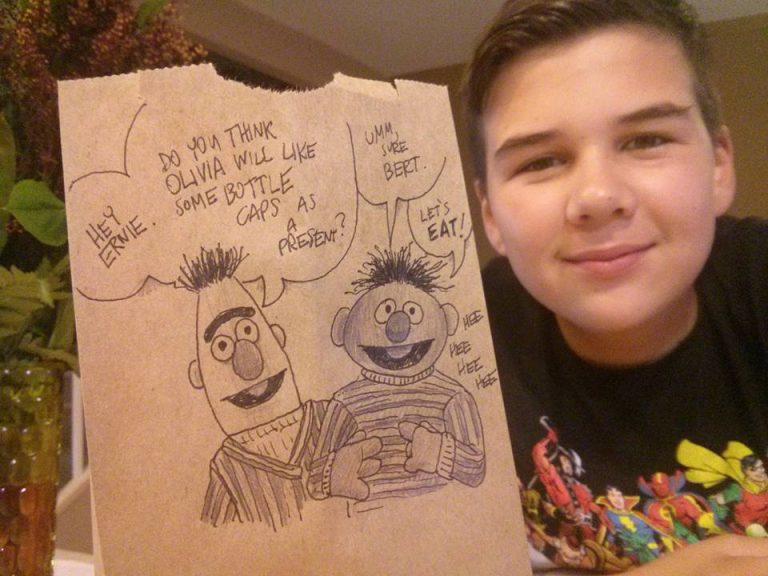 HEY
ERNIE.
DO YOU THINK
OLIVIA WILL LIKE
SOME BOTTLE
CAPS AS
A
PRESENT?
UMM,
SURE
BERT.
LET'S
EAT!
HEE
HEE
HEE
HEE